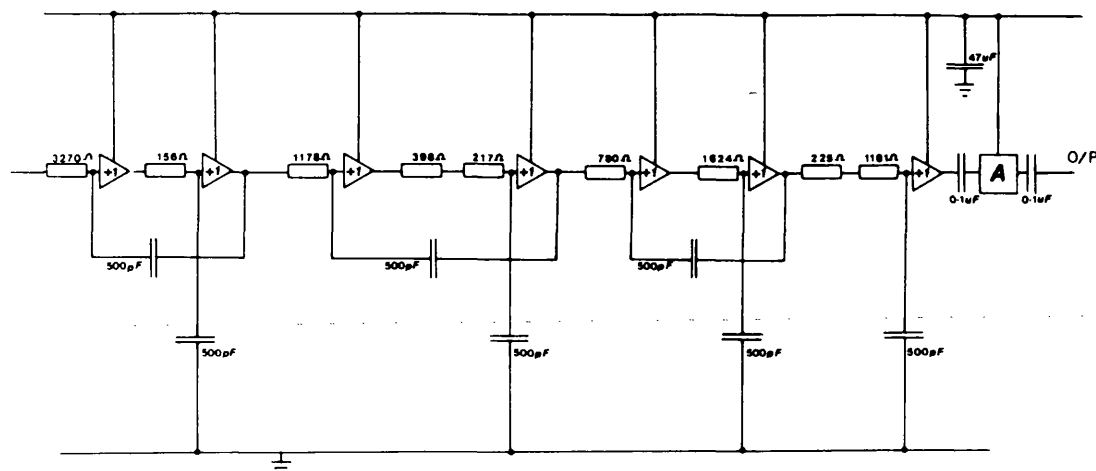 47uF
3270Ω
156Ω
1178Ω
398Ω
217Ω
780Ω
1624Ω
225Ω
1181Ω
O/P
+1
+1
+1
+1
+1
+1
+1
A
0·1uF
0·1uF
500pF
500pF
500pF
500pF
500pF
500pF
500pF